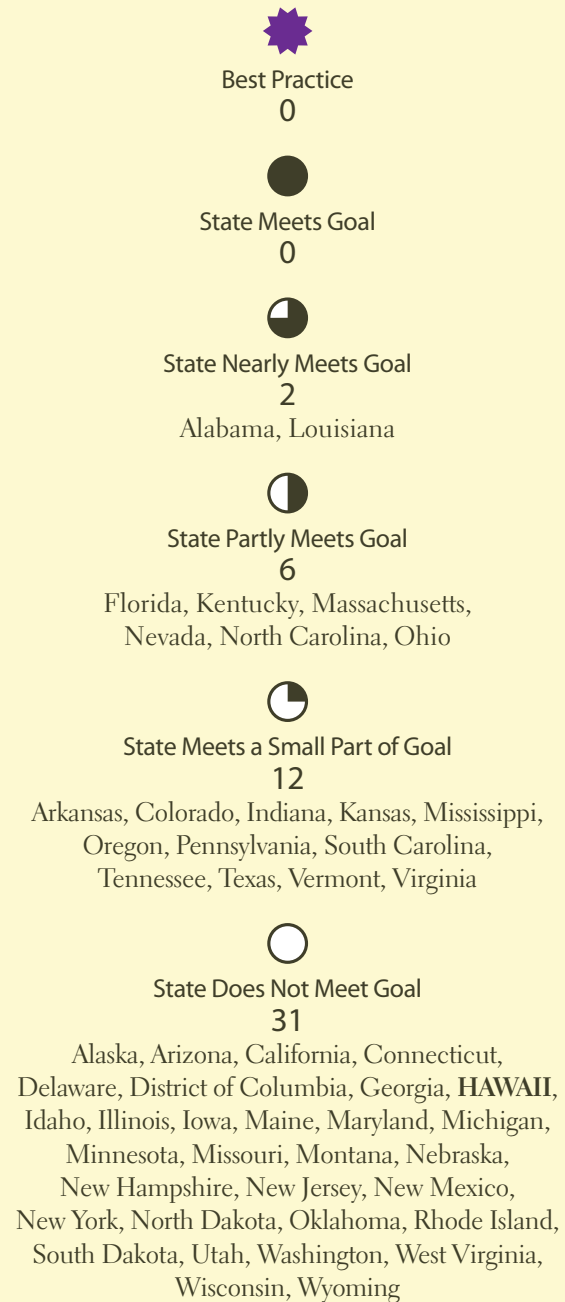 Best Practice
0
State Meets Goal
0
State Nearly Meets Goal
2
Alabama, Louisiana
State Partly Meets Goal
6
Florida, Kentucky, Massachusetts,
Nevada, North Carolina, Ohio
State Meets a Small Part of Goal
12
Arkansas, Colorado, Indiana, Kansas, Mississippi,
Oregon, Pennsylvania, South Carolina,
Tennessee, Texas, Vermont, Virginia
State Does Not Meet Goal
31
Alaska, Arizona, California, Connecticut,
Delaware, District of Columbia, Georgia, HAWAII,
Idaho, Illinois, Iowa, Maine, Maryland, Michigan,
Minnesota, Missouri, Montana, Nebraska,
New Hampshire, New Jersey, New Mexico,
New York, North Dakota, Oklahoma, Rhode Island,
South Dakota, Utah, Washington, West Virginia,
Wisconsin, Wyoming